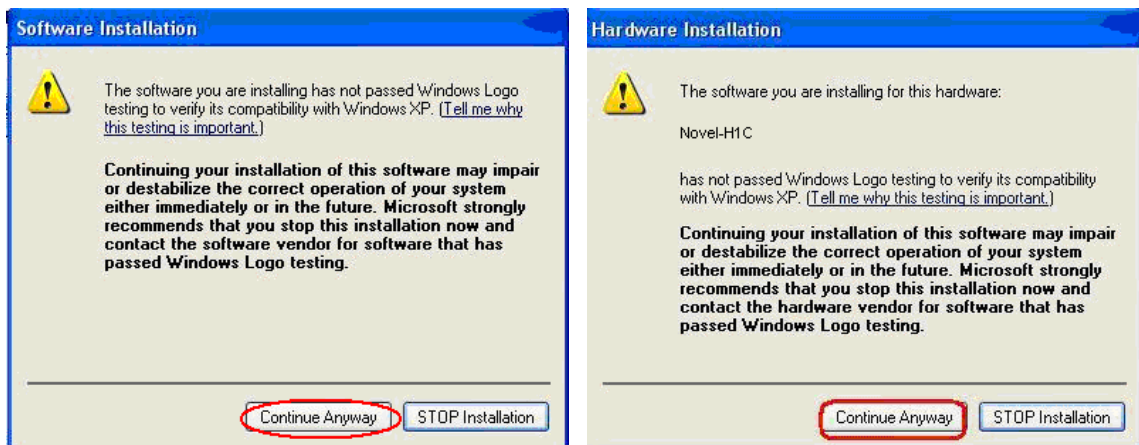 Software Installation
The software you are installing has not passed Windows Logo
testing to verify its compatibility with Windows XP. (Tell me why
this testing is important.)
Continuing your installation of this software may impair
or destabilize the correct operation of your system
either immediately or in the future. Microsoft strongly
recommends that you stop this installation now and
contact the software vendor for software that has
passed Windows Logo testing.
Continue Anyway
STOP Installation
Hardware Installation
The software you are installing for this hardware:
Novel-H1C
has not passed Windows Logo testing to verify its compatibility
with Windows XP. (Tell me why this testing is important.)
Continuing your installation of this software may impair
or destabilize the correct operation of your system
either immediately or in the future. Microsoft strongly
recommends that you stop this installation now and
contact the hardware vendor for software that has
passed Windows Logo testing.
Continue Anyway
STOP Installation